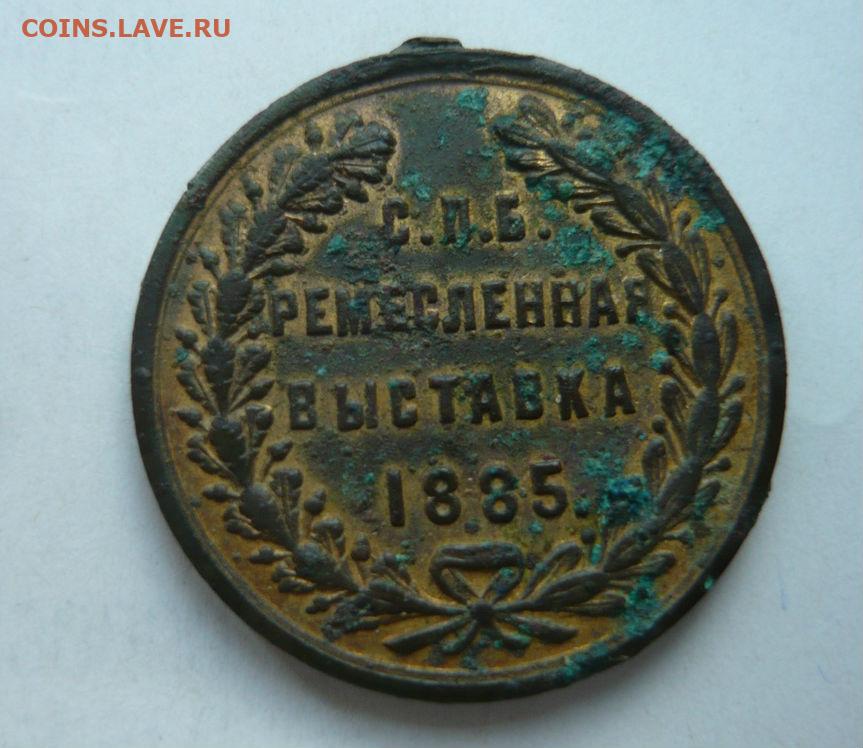 COINS.LAVE.RU
С.П.Б.
РЕМЕСЛЕННАЯ
ВЫСТАВКА
1885.